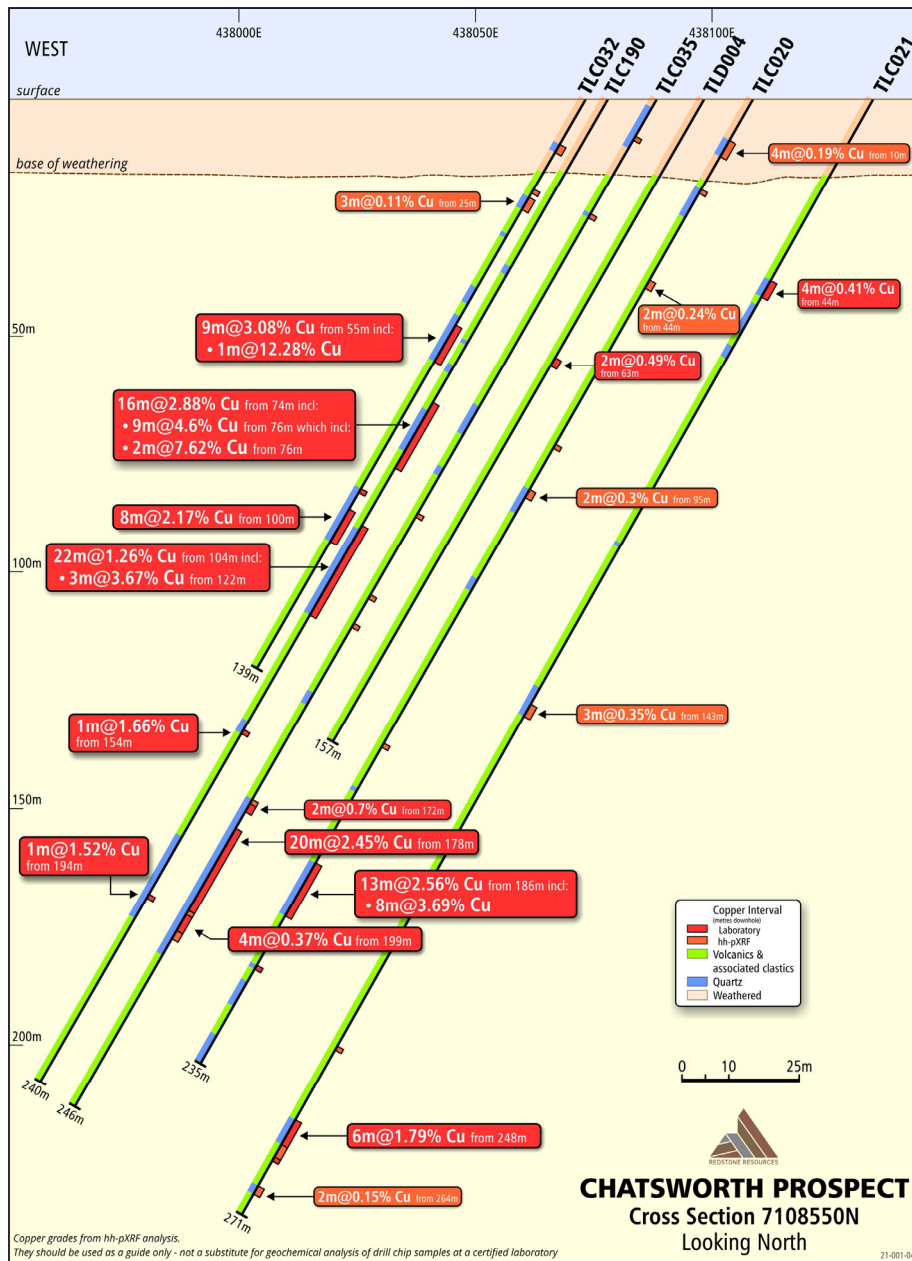 438000E
438050E
438100E
WEST
TLC032
TLC190
TLC035
TLD004
TLC020
TLC021
surface
base of weathering
4m@0.19% Cu from 10m
3m@0.11% Cu from 25m
4m@0.41% Cu
from 44m
2m@0.24% Cu
from 44m
50m
9m@3.08% Cu from 55m incl:
• 1m@12.28% Cu
2m@0.49% Cu
from 63m
16m@2.88% Cu from 74m incl:
• 9m@4.6% Cu from 76m which incl:
• 2m@7.62% Cu from 76m
2m@0.3% Cu from 95m
8m@2.17% Cu from 100m
100m
22m@1.26% Cu from 104m incl:
• 3m@3.67% Cu from 122m
139m
1m@1.66% Cu
from 154m
3m@0.35% Cu from 143m
157m
150m
2m@0.7% Cu from 172m
20m@2.45% Cu from 178m
1m@1.52% Cu
from 194m
13m@2.56% Cu from 186m incl:
• 8m@3.69% Cu
4m@0.37% Cu from 199m
Copper Interval
(metres downhole)
Laboratory
hh-pXRF
Volcanics &
associated clastics
Quartz
Weathered
200m
240m
246m
235m
0 10 25m
6m@1.79% Cu from 248m
2m@0.15% Cu from 264m
271m
REDSTONE RESOURCES
CHATSWORTH PROSPECT
Cross Section 7108550N
Looking North
Copper grades from hh-pXRF analysis.
They should be used as a guide only - not a substitute for geochemical analysis of drill chip samples at a certified laboratory